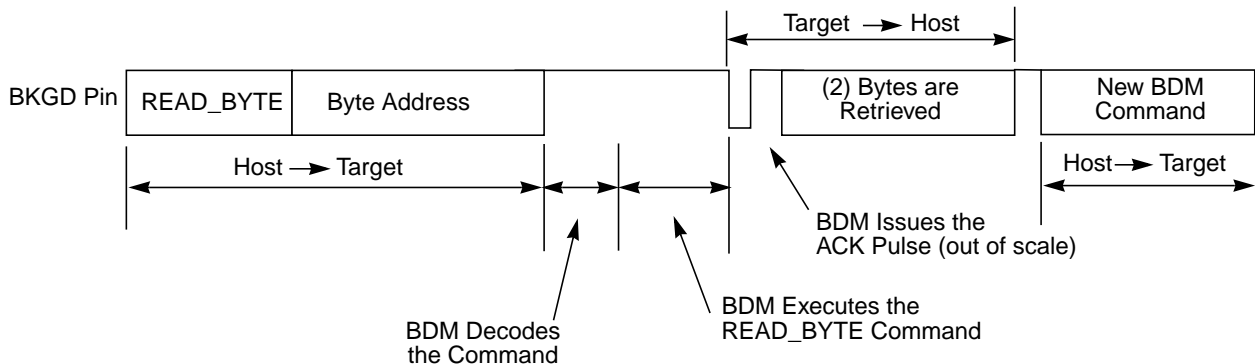 Target → Host
BKGD Pin
READ_BYTE
Byte Address
(2) Bytes are
Retrieved
New BDM
Command
Host → Target
Host → Target
BDM Issues the
ACK Pulse (out of scale)
BDM Executes the
READ_BYTE Command
BDM Decodes
the Command